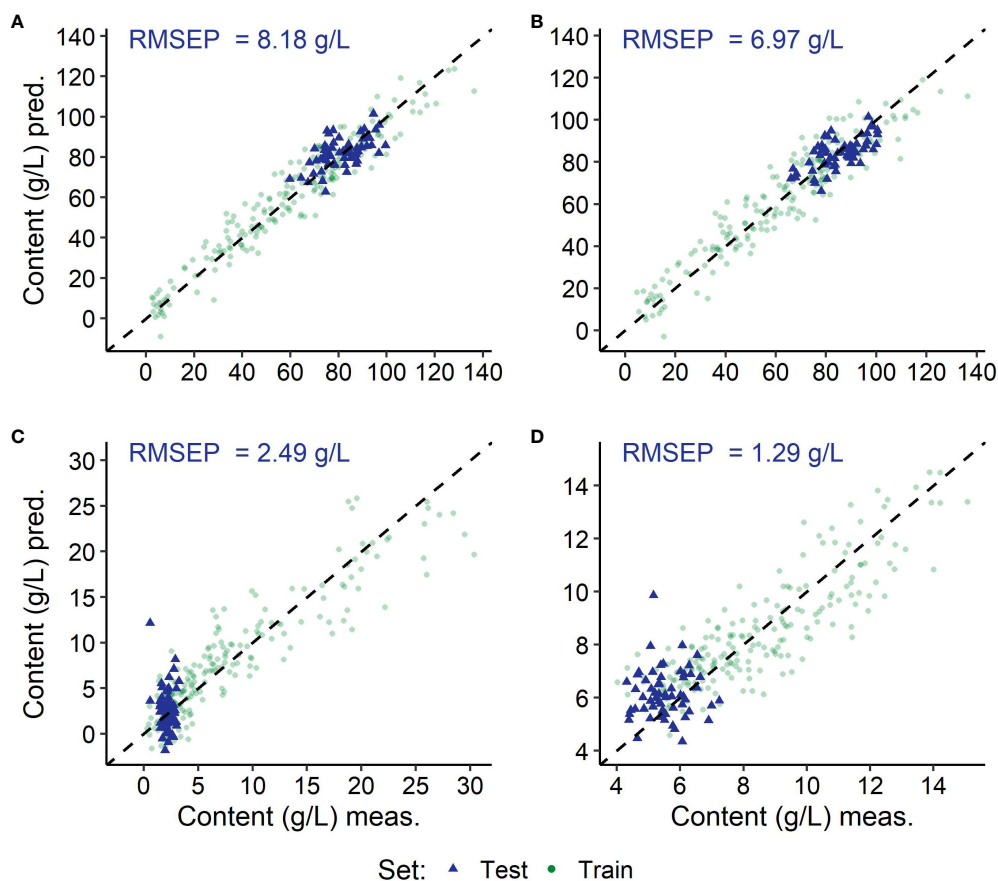 A
RMSEP = 8.18 g/L
140
120
100
80
60
40
20
0
Content (g/L) pred.
0 20 40 60 80 100 120 140
B
RMSEP = 6.97 g/L
140
120
100
80
60
40
20
0
0 20 40 60 80 100 120 140
C
RMSEP = 2.49 g/L
30
25
20
15
10
5
0
Content (g/L) pred.
0 5 10 15 20 25 30
Content (g/L) meas.
D
RMSEP = 1.29 g/L
14
12
10
8
6
4
4 6 8 10 12 14
Content (g/L) meas.
Set: Test Train